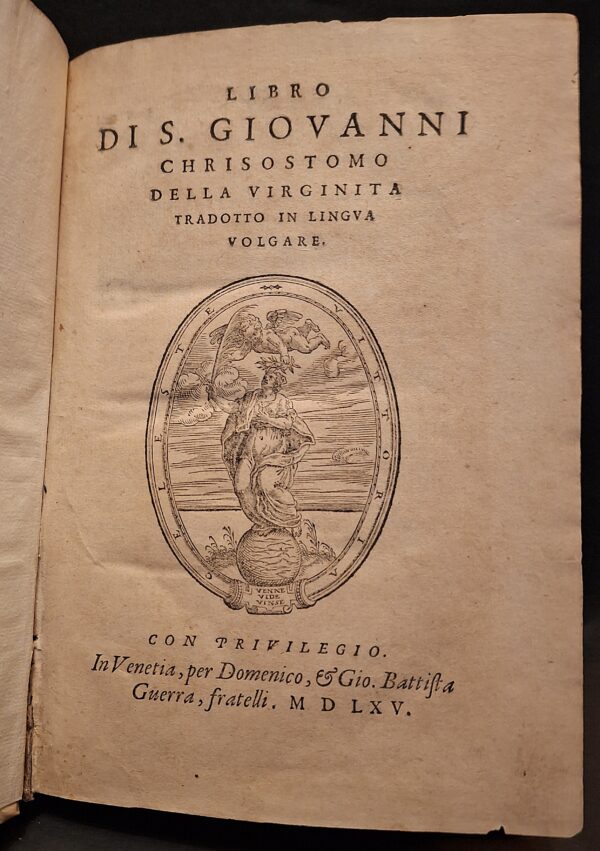 LIBRO
DI S. GIOVANNI
CHRISOSTOMO
DELLA VIRGINITA
TRADOTTO IN LINGVA
VOLGARE.
CELESTE VITTORIA
VENNE
VIDE
VINSE
CON PRIVILEGIO.
In Venetia, per Domenico, & Gio. Battiſta
Guerra, fratelli. M D LXV.